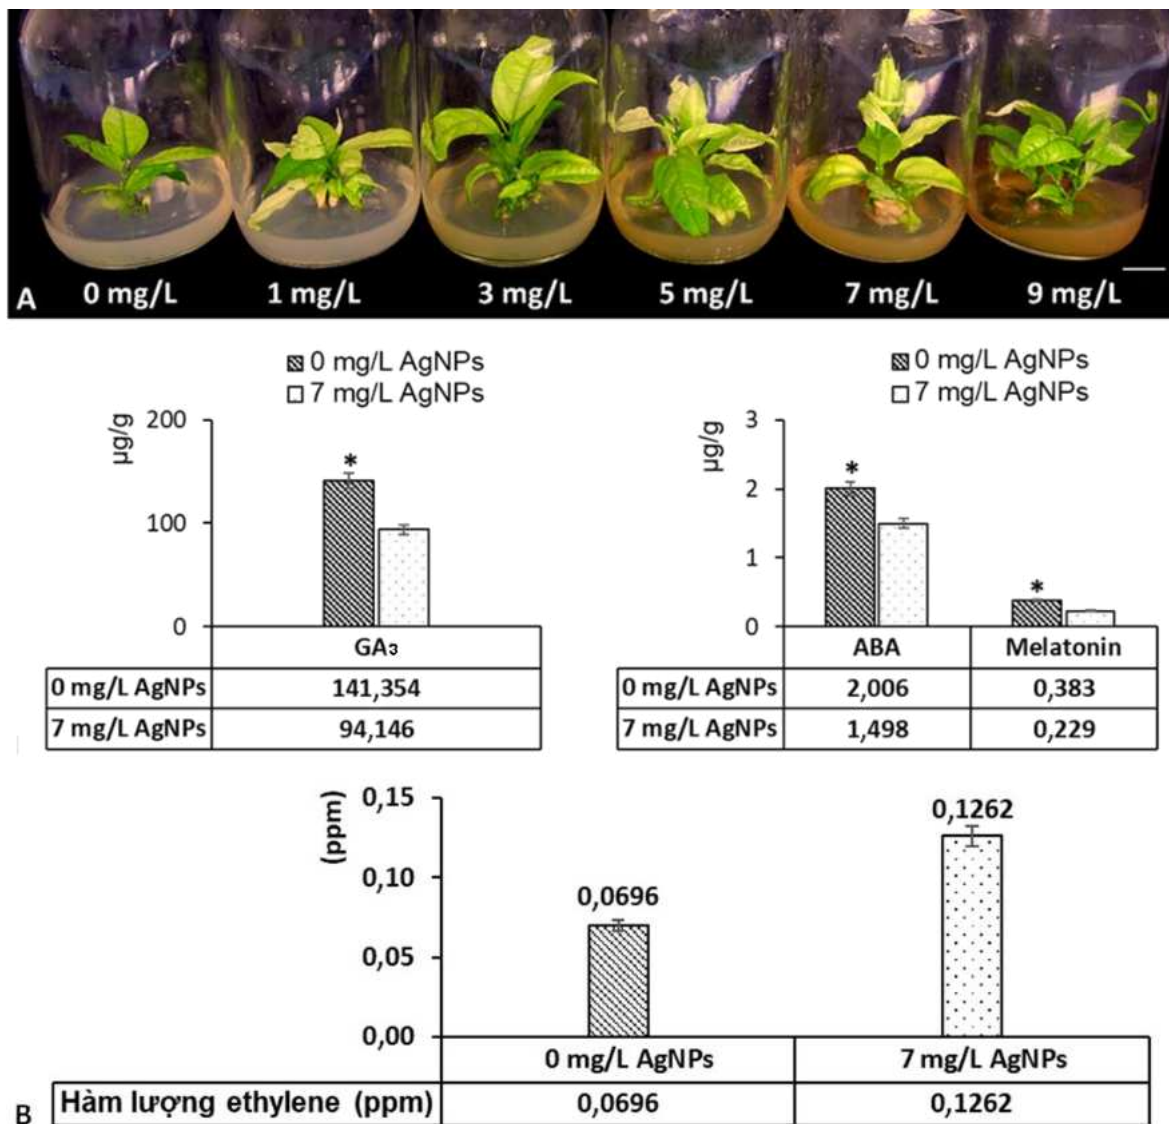 A 0 mg/L 1 mg/L 3 mg/L 5 mg/L 7 mg/L 9 mg/L
0 mg/L AgNPs
7 mg/L AgNPs
µg/g
200
100
0
*
GA₃
0 mg/L AgNPs 141,354
7 mg/L AgNPs 94,146
0 mg/L AgNPs
7 mg/L AgNPs
µg/g
3
2
1
0
*
*
ABA Melatonin
0 mg/L AgNPs 2,006 0,383
7 mg/L AgNPs 1,498 0,229
(ppm)
0,15
0,10
0,05
0,00
0,0696
0,1262
0 mg/L AgNPs 7 mg/L AgNPs
B Hàm lượng ethylene (ppm) 0,0696 0,1262